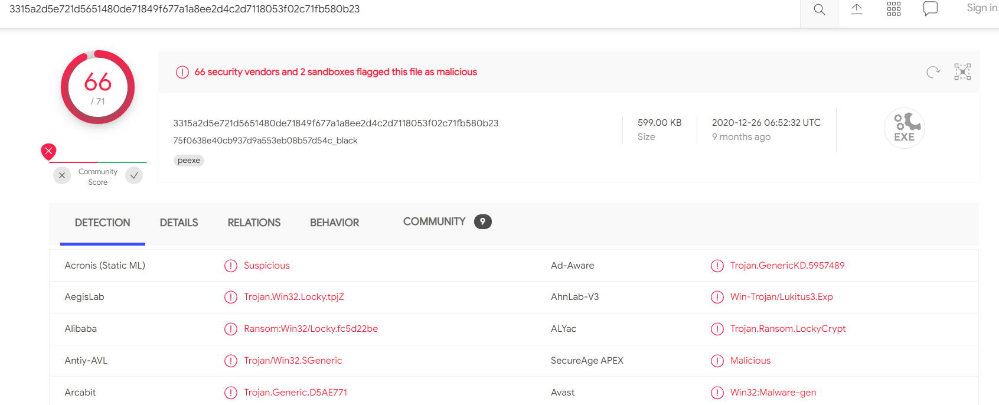 3315a2d5e721d5651480de71849f677a1a8ee2d4c2d7118053f02c71fb580b23
Sign in
66
/ 71
66 security vendors and 2 sandboxes flagged this file as malicious
3315a2d5e721d5651480de71849f677a1a8ee2d4c2d7118053f02c71fb580b23
75f0638e40cb937d9a553eb08b57d54c_black
peexe
599.00 KB
Size
2020-12-26 06:52:32 UTC
9 months ago
EXE
Community
Score
DETECTION
DETAILS
RELATIONS
BEHAVIOR
COMMUNITY 9
Acronis (Static ML) Suspicious
Ad-Aware Trojan.GenericKD.5957489
AegisLab Trojan.Win32.Locky.tpjZ
AhnLab-V3 Win-Trojan/Lukitus3.Exp
Alibaba Ransom:Win32/Locky.fc5d22be
ALYac Trojan.Ransom.LockyCrypt
Antiy-AVL Trojan/Win32.SGeneric
SecureAge APEX Malicious
Arcabit Trojan.Generic.D5AE771
Avast Win32:Malware-gen